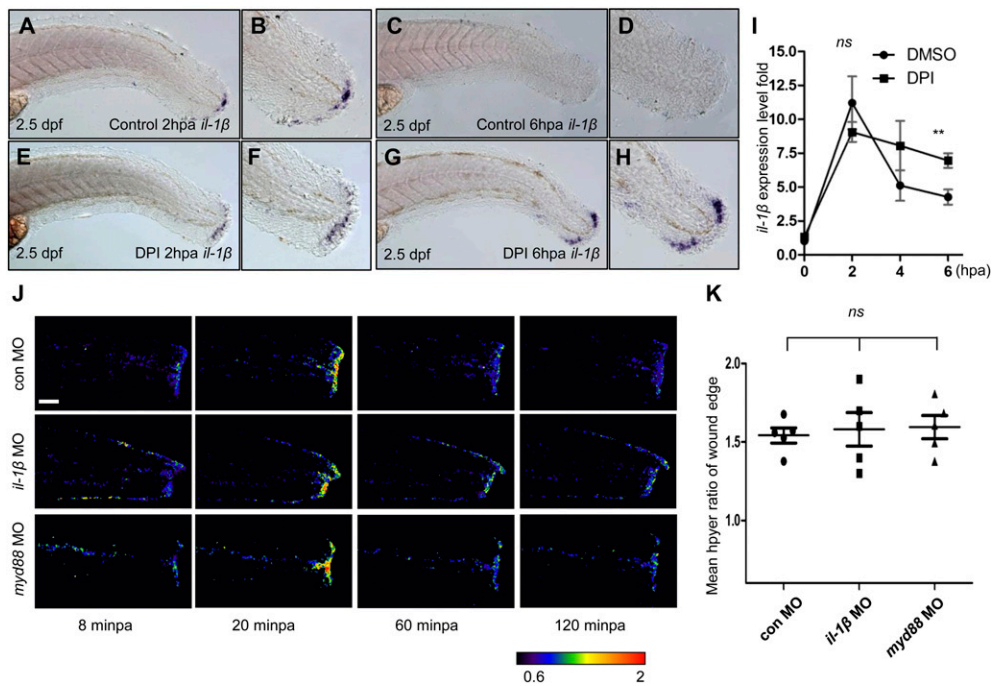 A
2.5 dpf
Control 2hpa il-1β
B
C
2.5 dpf
Control 6hpa il-1β
D
E
2.5 dpf
DPI 2hpa il-1β
F
G
2.5 dpf
DPI 6hpa il-1β
H
I
ns
DMSO
DPI
**
il-1β expression level fold
15.0
12.5
10.0
7.5
5.0
2.5
0.0
0
2
4
6
(hpa)
J
con MO
il-1β MO
myd88 MO
8 minpa
20 minpa
60 minpa
120 minpa
0.6
2
K
ns
Mean hpyer ratio of wound edge
2.0
1.5
1.0
con MO
il-1β MO
myd88 MO